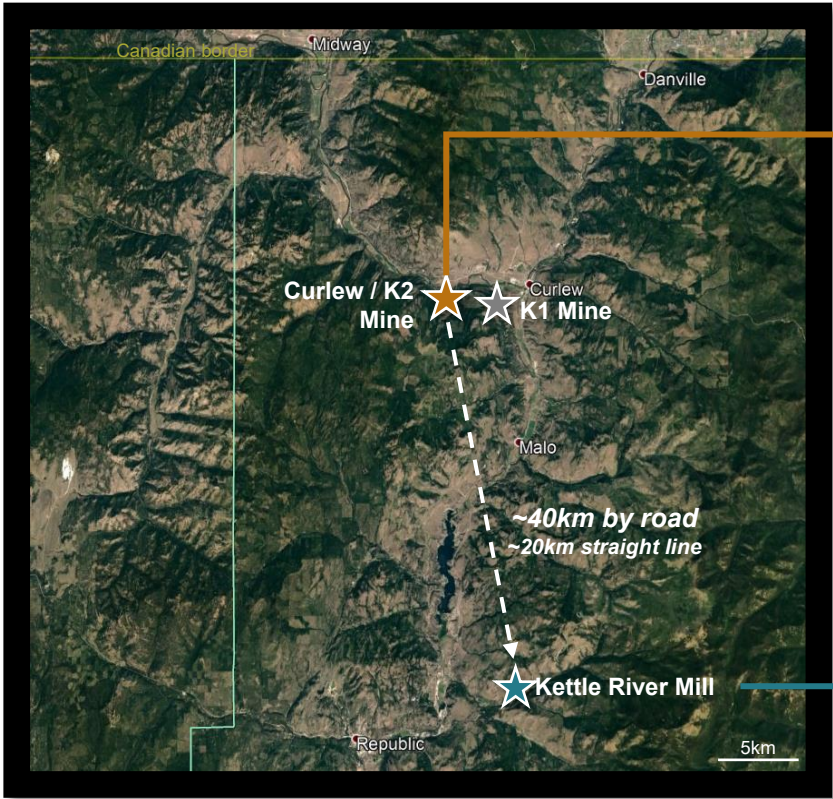 Midway
Canadian border
Danville
Curlew / K2
Mine
Curlew
K1 Mine
Malo
~40km by road
~20km straight line
Kettle River Mill
Republic
5km